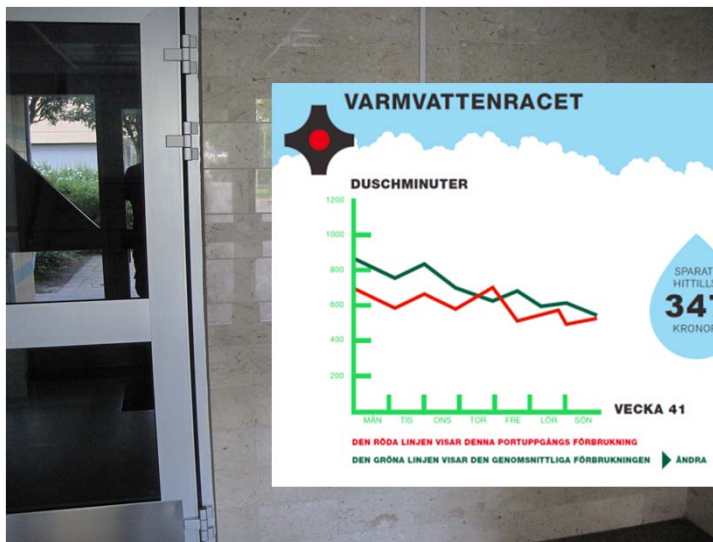 VARMVATTENRACET
DUSCHMINUTER
1200
1000
800
600
400
200
MÅN TIS ONS TOR FRE LÖR SÖN
VECKA 41
SPARAT
HITTILLS
347
KRONOR
DEN RÖDA LINJEN VISAR DENNA PORTUPPGÅNGS FÖRBRUKNING
DEN GRÖNA LINJEN VISAR DEN GENOMSNITTLIGA FÖRBRUKNINGEN ÄNDRA